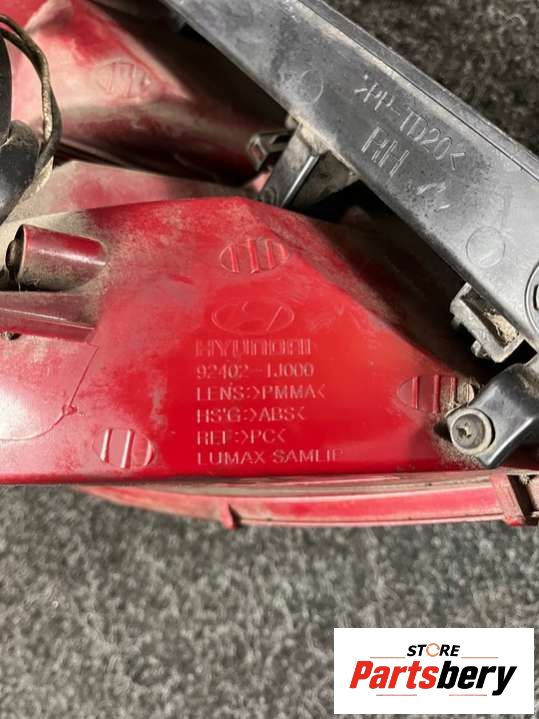 >PP-TD20<
RH
HYUNDAI
92402-1J000
LENS>PMMA<
HS'G>ABS<
REF>PC<
LUMAX SAMLIP
STORE
Partsbery